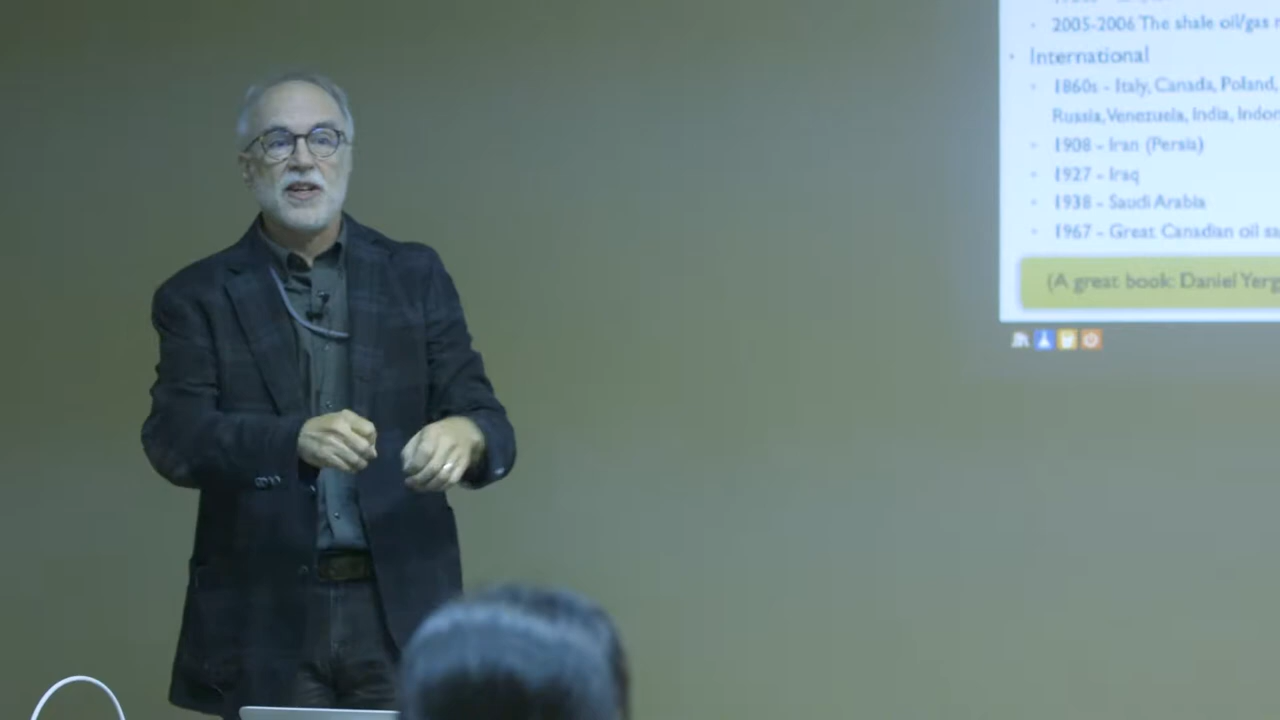 2005-2006 The shale oil/gas
International
1860s - Italy, Canada, Poland,
Russia, Venezuela, India,
1908 - Iran (Persia)
1927 - Iraq
1938 - Saudi Arabia
1967 - Great Canadian oil
(A great book: Daniel